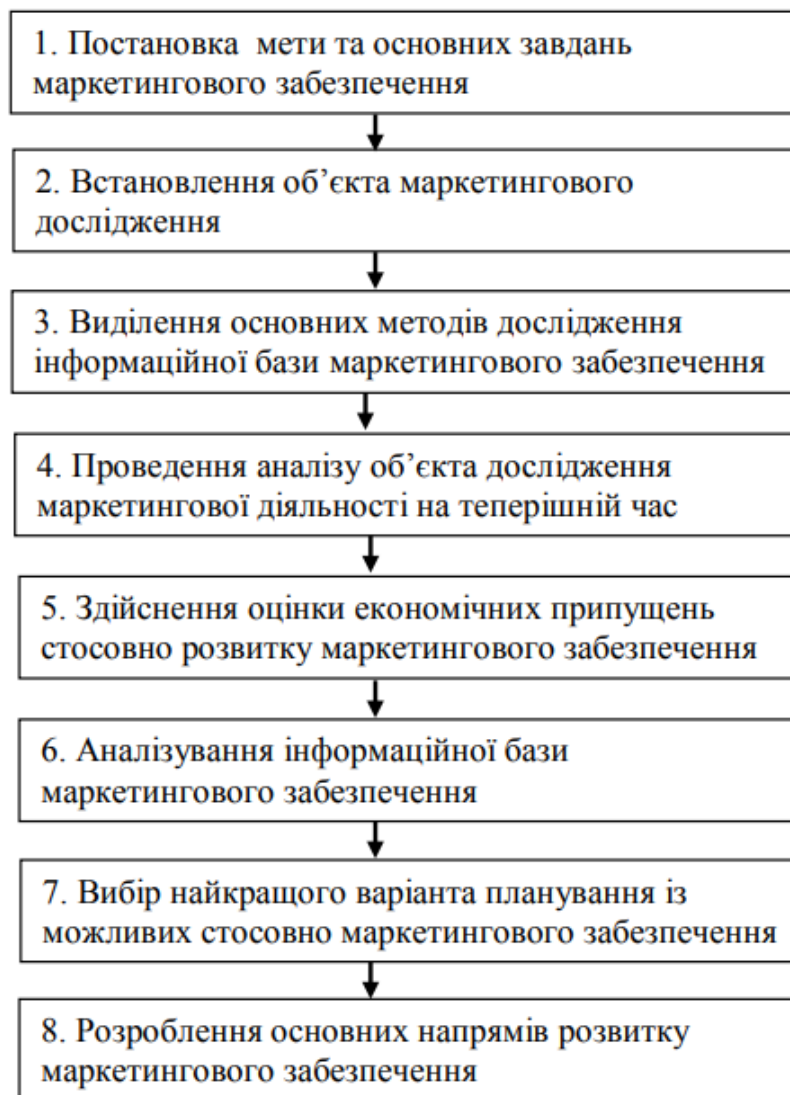 1. Постановка мети та основних завдань
маркетингового забезпечення
2. Встановлення об’єкта маркетингового
дослідження
3. Виділення основних методів дослідження
інформаційної бази маркетингового забезпечення
4. Проведення аналізу об’єкта дослідження
маркетингової діяльності на теперішній час
5. Здійснення оцінки економічних припущень
стосовно розвитку маркетингового забезпечення
6. Аналізування інформаційної бази
маркетингового забезпечення
7. Вибір найкращого варіанта планування із
можливих стосовно маркетингового забезпечення
8. Розроблення основних напрямів розвитку
маркетингового забезпечення